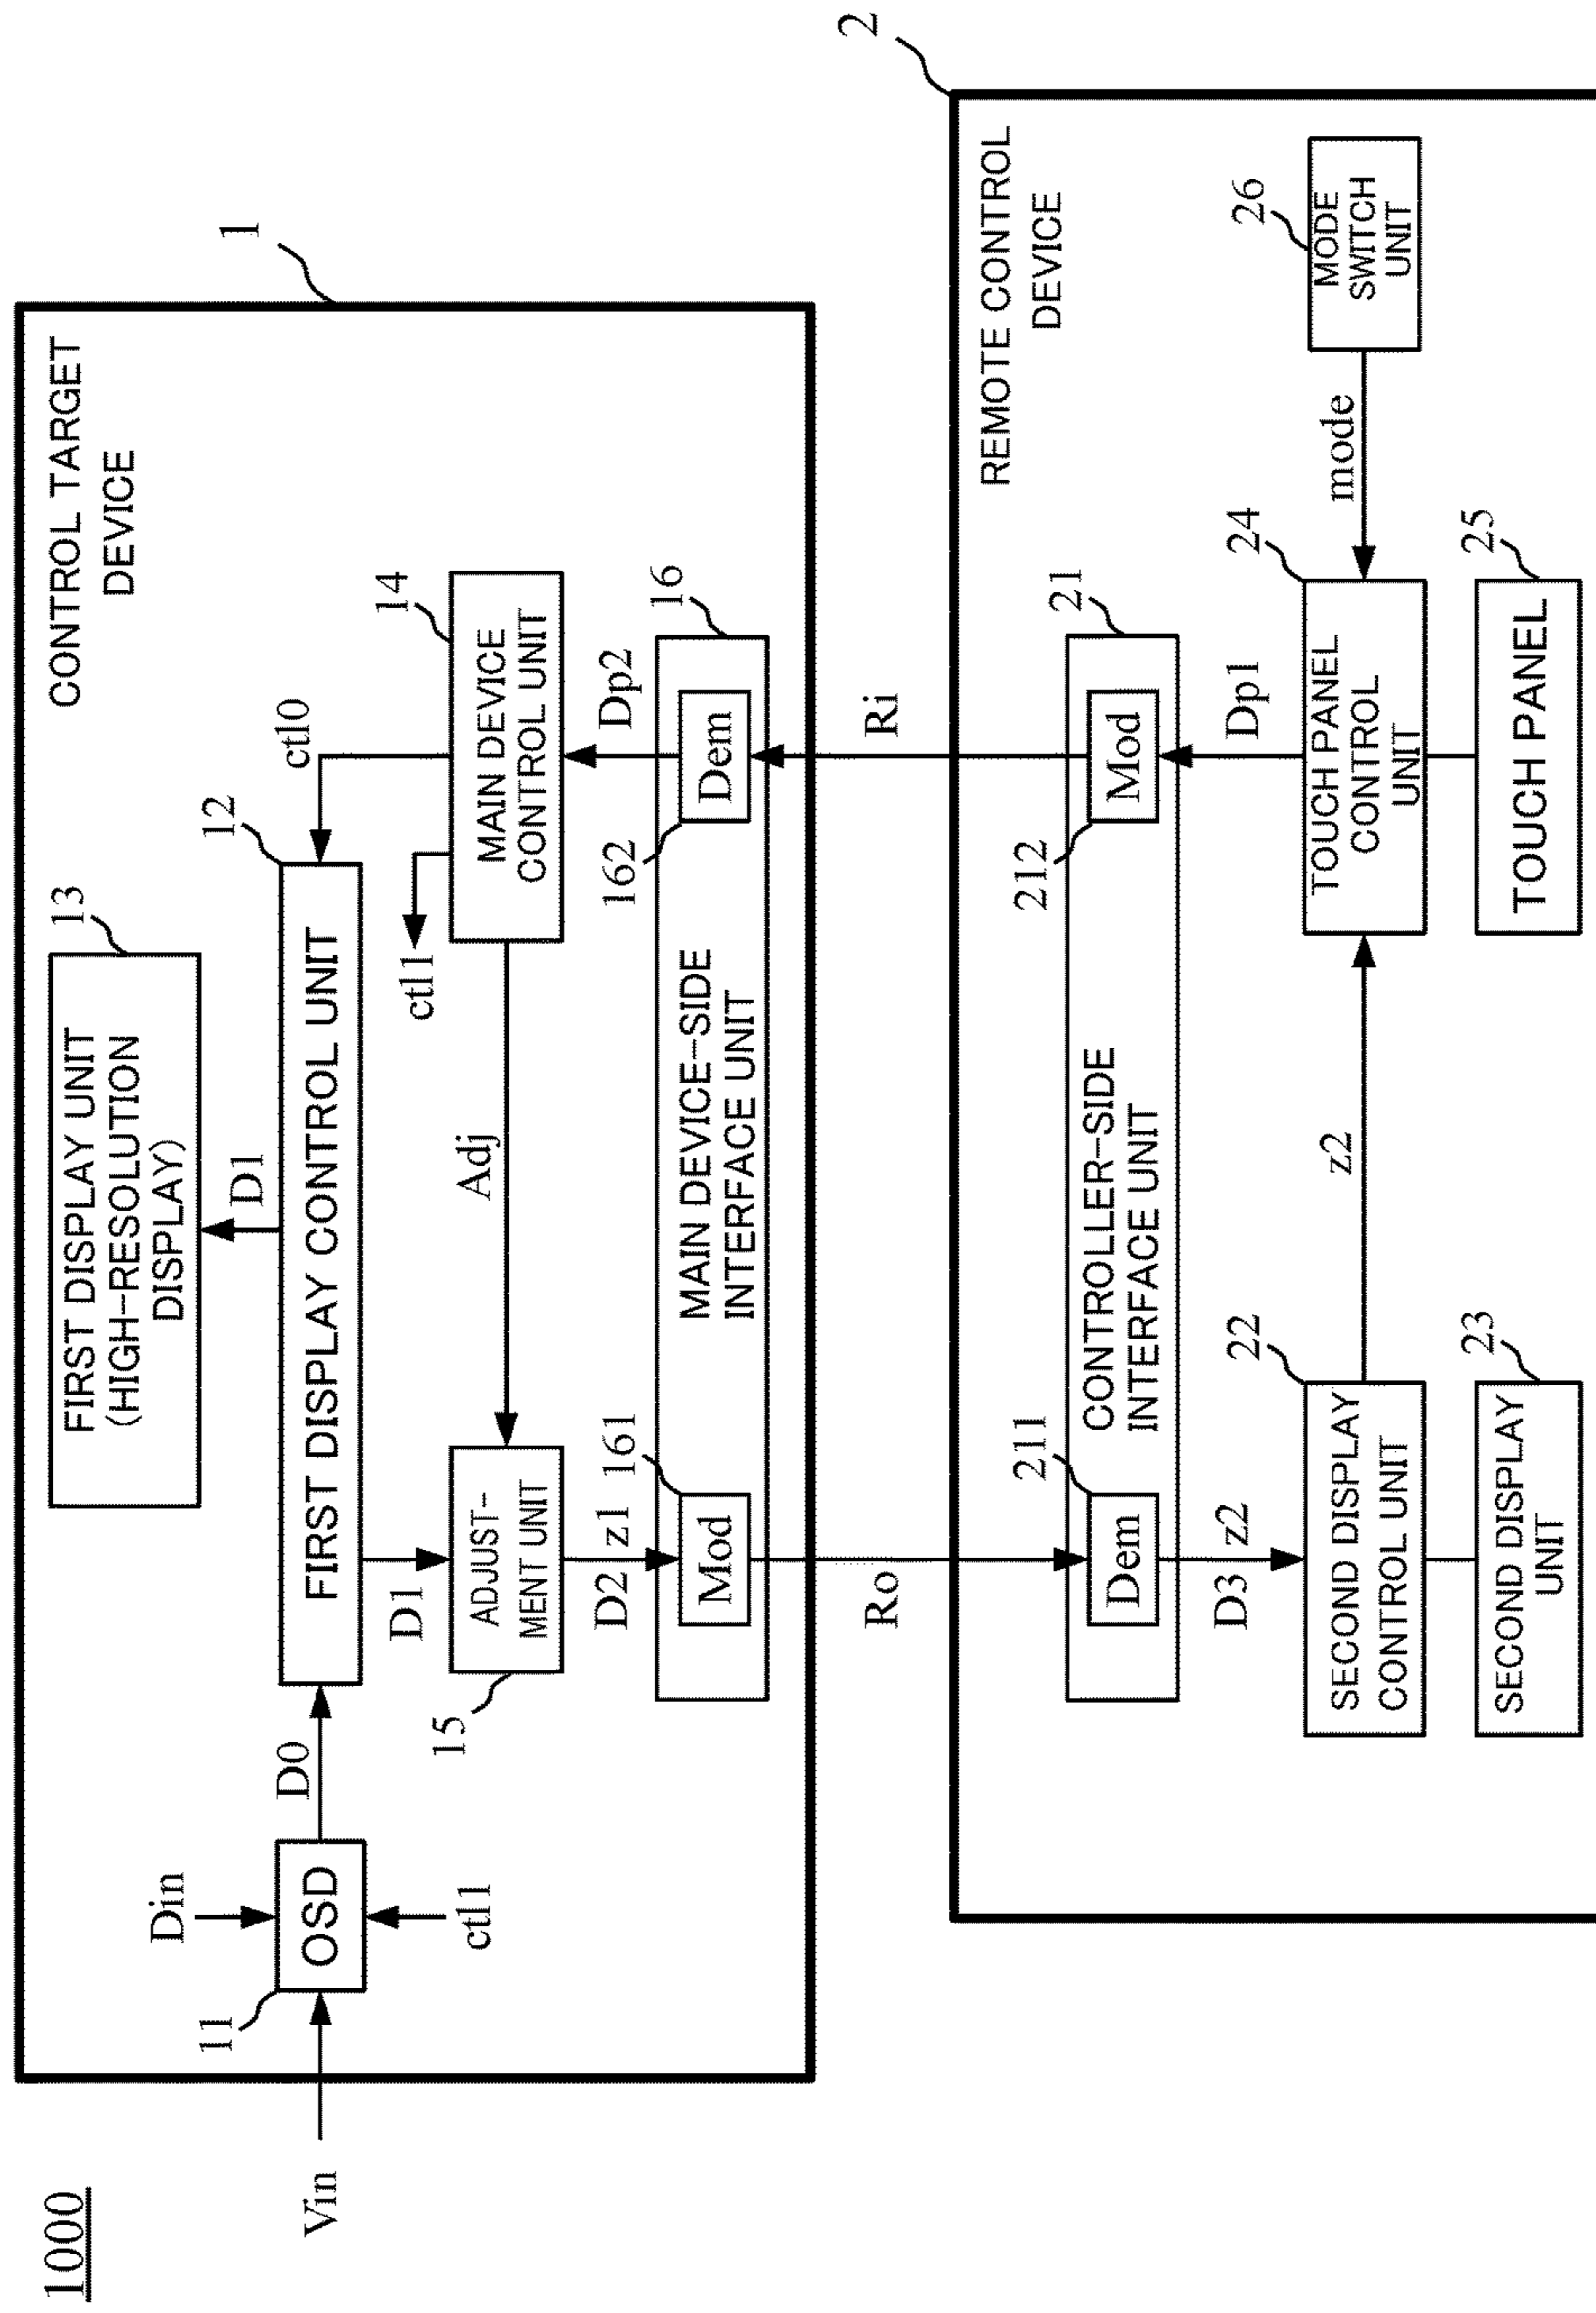 1000
CONTROL TARGET
DEVICE
1
Vin
Din
11
OSD
ctl1
D0
12
FIRST DISPLAY CONTROL UNIT
13
FIRST DISPLAY UNIT
(HIGH-RESOLUTION
DISPLAY)
D1
ctl0
ctl1
14
MAIN DEVICE
CONTROL UNIT
Adj
D1
15
ADJUST-
MENT UNIT
D2
z1
161
Mod
MAIN DEVICE-SIDE
INTERFACE UNIT
Dp2
16
162
Dem
Ro
Ri
2
REMOTE CONTROL
DEVICE
211
Dem
CONTROLLER-SIDE
INTERFACE UNIT
21
212
Mod
D3
z2
Dp1
22
SECOND DISPLAY
CONTROL UNIT
z2
24
TOUCH PANEL
CONTROL
UNIT
mode
26
MODE
SWITCH
UNIT
23
SECOND DISPLAY
UNIT
25
TOUCH PANEL